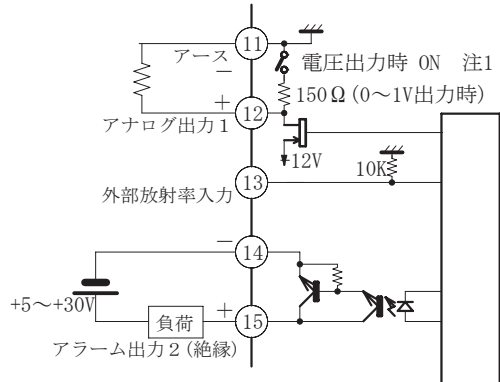 11
アース
電圧出力時 ON 注1
−
150Ω(0〜1V出力時)
+
12
アナログ出力1
+12V
10K
13
外部放射率入力
−
14
+5〜+30V
負荷
+
15
アラーム出力2(絶縁)